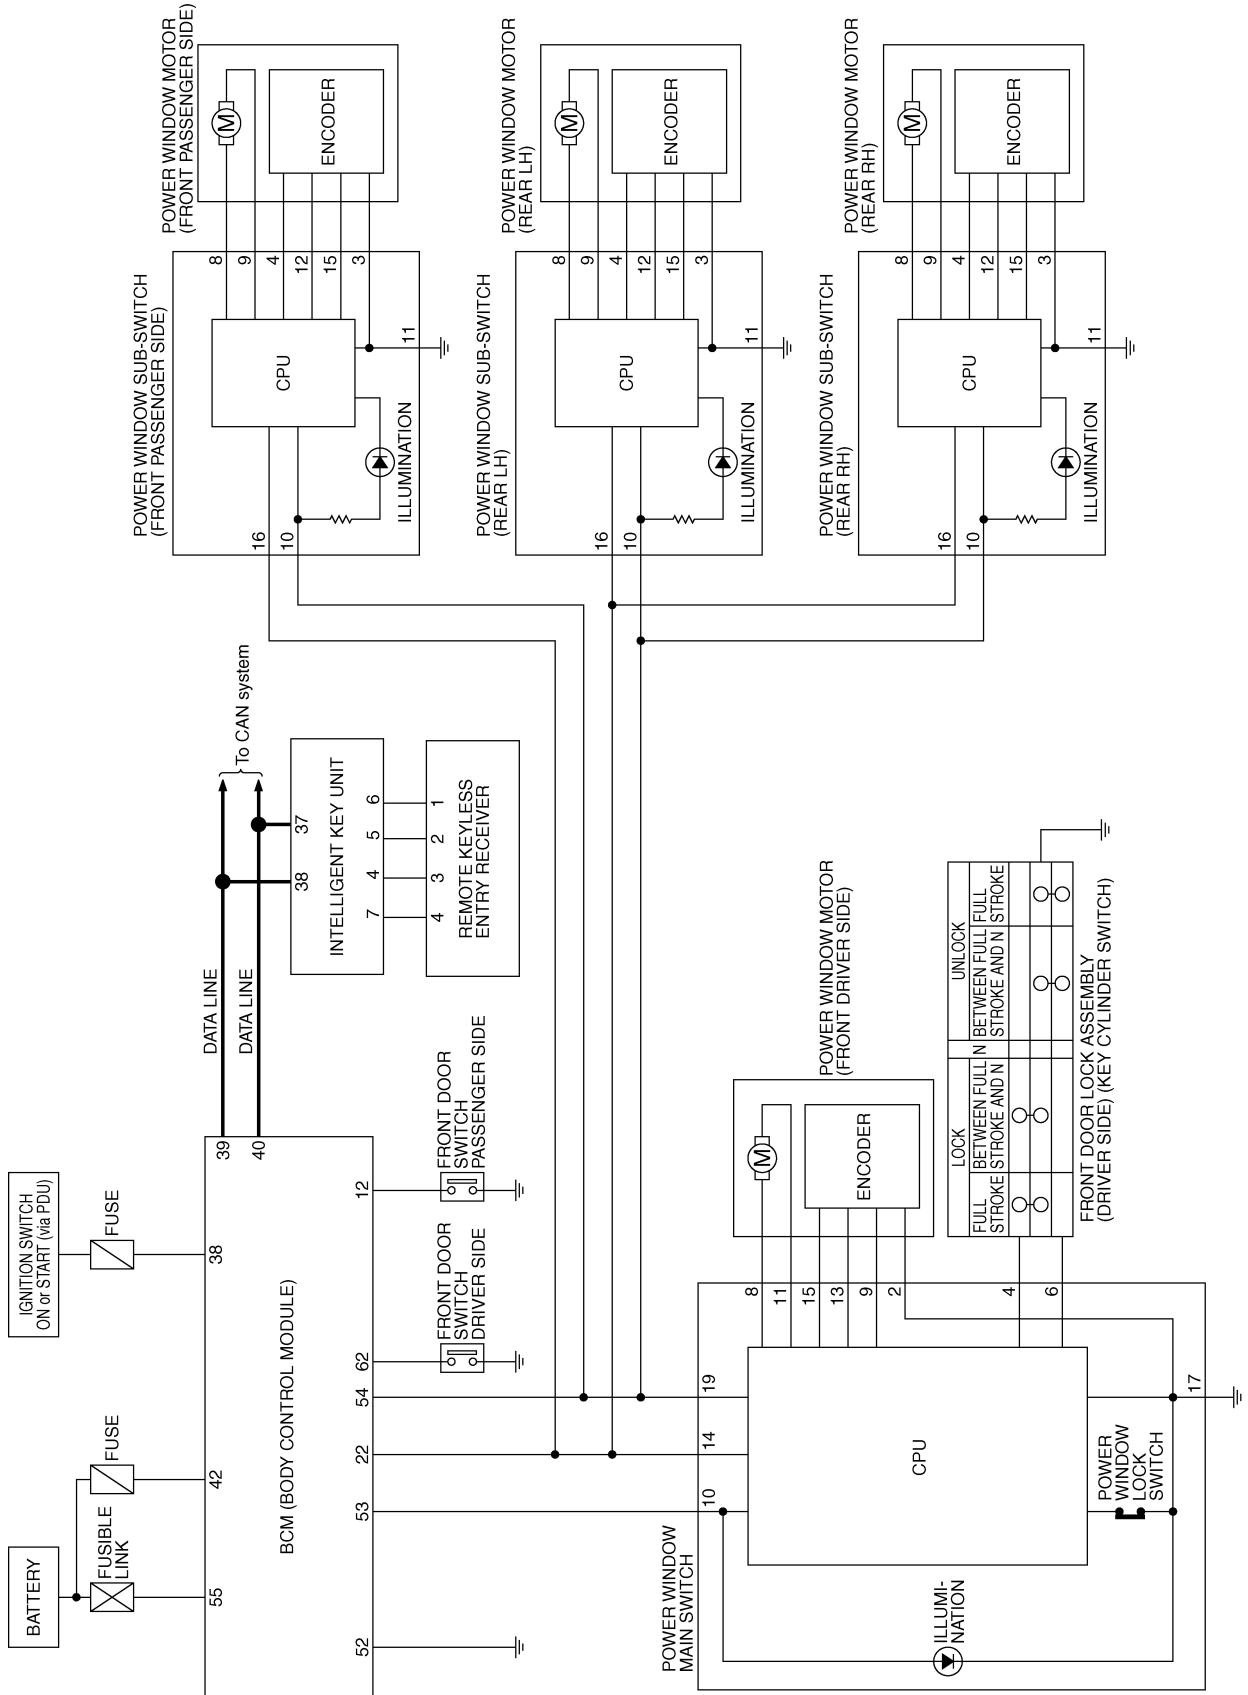 BATTERY
FUSIBLE
LINK
FUSE
IGNITION SWITCH
ON or START (via PDU)
FUSE
55
42
38
39
40
BCM (BODY CONTROL MODULE)
52
53
22
54
62
12
DATA LINE
DATA LINE
To CAN system
38
37
INTELLIGENT KEY UNIT
7
4
5
6
4
3
2
1
REMOTE KEYLESS
ENTRY RECEIVER
FRONT DOOR
SWITCH
DRIVER SIDE
FRONT DOOR
SWITCH
PASSENGER SIDE
POWER WINDOW SUB-SWITCH
(FRONT PASSENGER SIDE)
16
10
CPU
ILLUMINATION
8
9
4
12
15
3
11
POWER WINDOW MOTOR
(FRONT PASSENGER SIDE)
M
ENCODER
POWER WINDOW SUB-SWITCH
(REAR LH)
16
10
CPU
ILLUMINATION
8
9
4
12
15
3
11
POWER WINDOW MOTOR
(REAR LH)
M
ENCODER
POWER WINDOW SUB-SWITCH
(REAR RH)
16
10
CPU
ILLUMINATION
8
9
4
12
15
3
11
POWER WINDOW MOTOR
(REAR RH)
M
ENCODER
POWER WINDOW
MAIN SWITCH
10
14
19
CPU
ILLUMI-
NATION
POWER
WINDOW
LOCK
SWITCH
8
11
15
13
9
2
4
6
17
POWER WINDOW MOTOR
(FRONT DRIVER SIDE)
M
ENCODER
LOCK
N
UNLOCK
FULL
STROKE
BETWEEN FULL
STROKE AND N
BETWEEN FULL
STROKE AND N
FULL
STROKE
FRONT DOOR LOCK ASSEMBLY
(DRIVER SIDE) (KEY CYLINDER SWITCH)